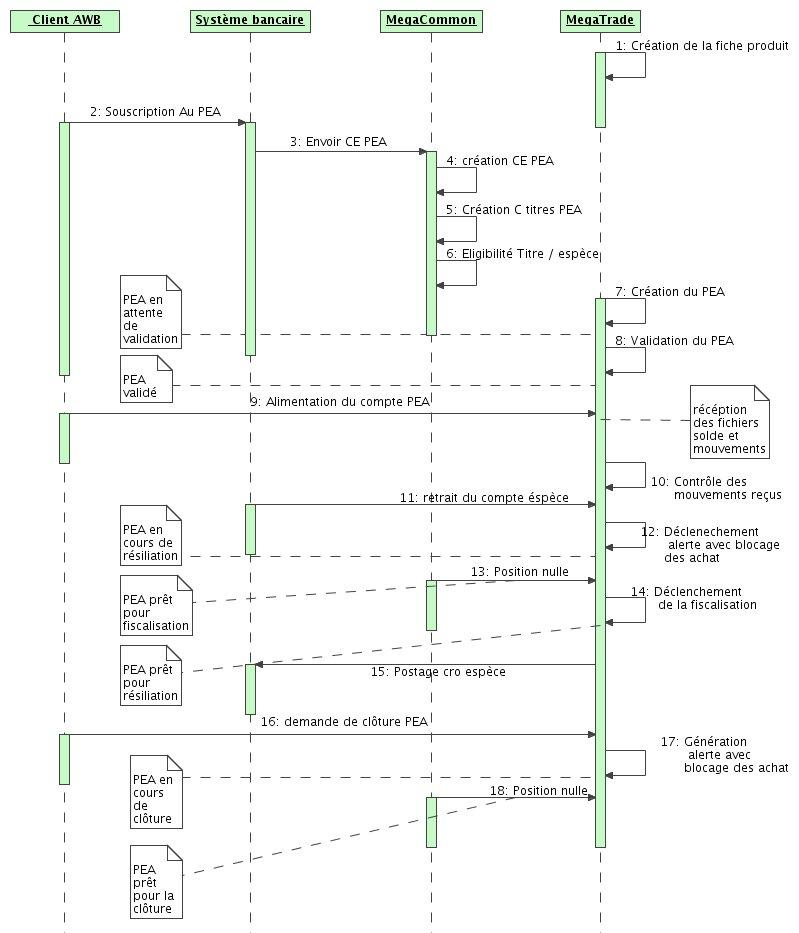 Client AWB
Système bancaire
MegaCommon
MegaTrade
1: Création de la fiche produit
2: Souscription Au PEA
3: Envoir CE PEA
4: création CE PEA
5: Création C titres PEA
6: Eligibilité Titre / espèce
PEA en
attente
de
validation
7: Création du PEA
8: Validation du PEA
PEA
validé
9: Alimentation du compte PEA
récéption
des fichiers
solde et
mouvements
10: Contrôle des
mouvements reçus
11: retrait du compte éspèce
PEA en
cours de
résiliation
12: Déclenechement
alerte avec blocage
des achat
13: Position nulle
PEA prêt
pour
fiscalisation
14: Déclenchement
de la fiscalisation
PEA prêt
pour
résiliation
15: Postage cro espèce
16: demande de clôture PEA
17: Génération
alerte avec
blocage des achat
PEA en
cours
de
clôture
18: Position nulle
PEA
prêt
pour la
clôture